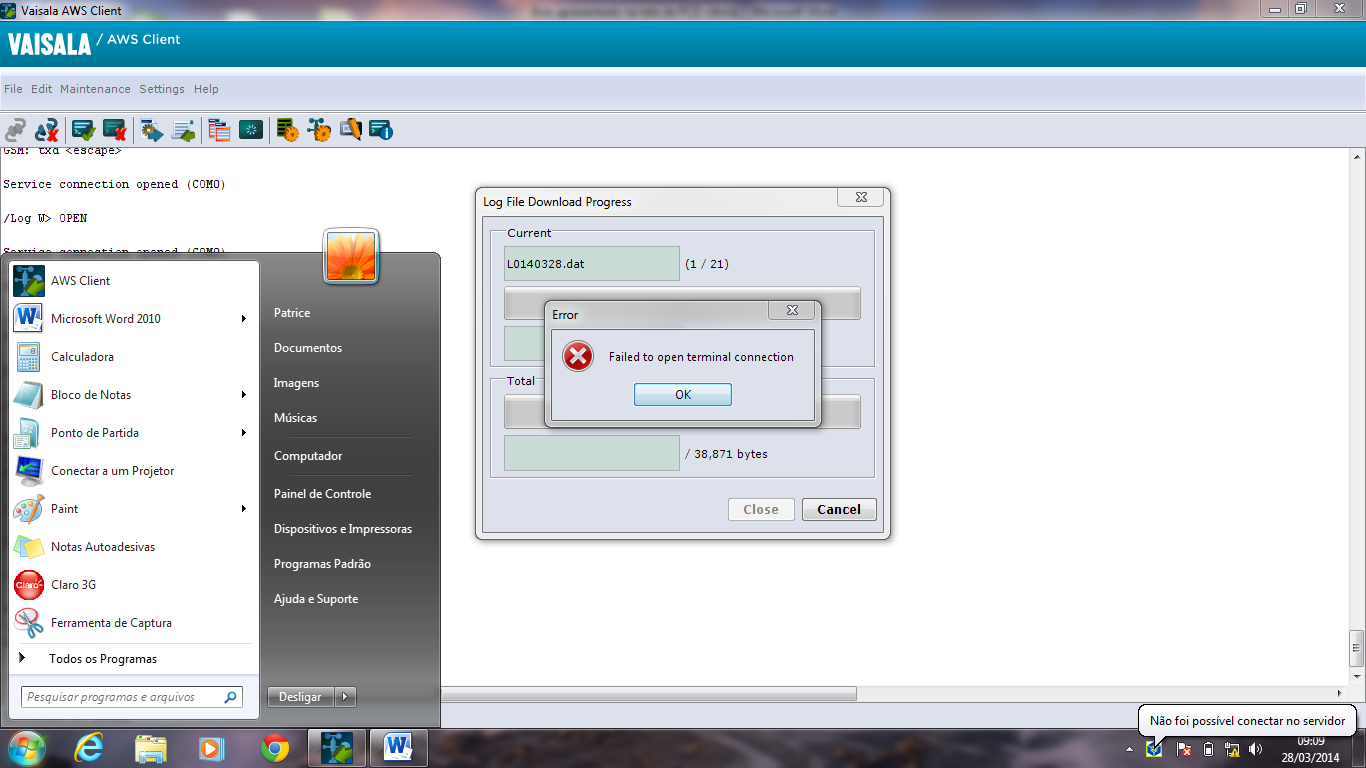 Vaisala AWS Client
VAISALA / AWS Client
File Edit Maintenance Settings Help
GSM: txd <escape>
Service connection opened (COM0)
/Log W> OPEN
Service connection opened (COM0)
Log File Download Progress
Current
L0140328.dat (1 / 21)
Error
Failed to open terminal connection
OK
Total
/ 38,871 bytes
Close Cancel
AWS Client
Microsoft Word 2010
Calculadora
Bloco de Notas
Ponto de Partida
Conectar a um Projetor
Paint
Notas Autoadesivas
Claro 3G
Ferramenta de Captura
Todos os Programas
Pesquisar programas e arquivos
Patrice
Documentos
Imagens
Músicas
Computador
Painel de Controle
Dispositivos e Impressoras
Programas Padrão
Ajuda e Suporte
Desligar
Não foi possível conectar no servidor
09:09
28/03/2014